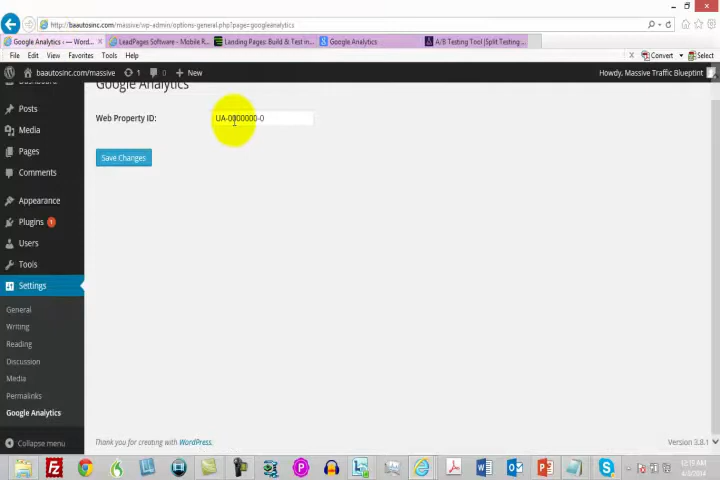 http://baautosinc.com/massive/wp-admin/options-general.php?page=googleanalytics
Google Analytics ‹ — Word...
LeadPages Software - Mobile R...
Landing Pages: Build & Test in...
Google Analytics
A/B Testing Tool |Split Testing...
File Edit View Favorites Tools Help
X Convert Select
baautosinc.com/massive 1 New
Howdy, Massive Traffic Blueptint
Google Analytics
Posts
Web Property ID: UA-0000000-0
Media
Pages
Save Changes
Comments
Appearance
Plugins 1
Users
Tools
Settings
General
Writing
Reading
Discussion
Media
Permalinks
Google Analytics
Collapse menu
Thank you for creating with WordPress.
Version 3.8.1